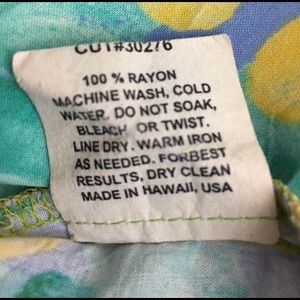 CUT#30276
100 % RAYON
MACHINE WASH, COLD
WATER. DO NOT SOAK,
BLEACH OR TWIST.
LINE DRY. WARM IRON
AS NEEDED. FORBEST
RESULTS, DRY CLEAN
MADE IN HAWAII, USA